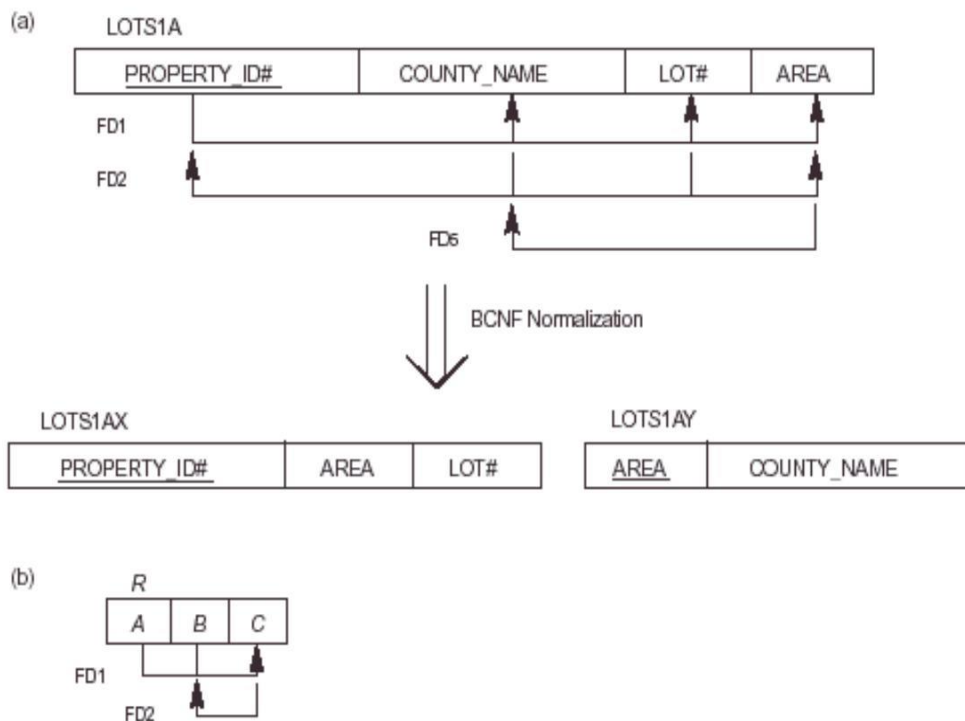 (a)
LOTS1A
PROPERTY_ID# COUNTY_NAME LOT# AREA
FD1
FD2
FD5
BCNF Normalization
LOTS1AX
PROPERTY_ID# AREA LOT#
LOTS1AY
AREA COUNTY_NAME
(b)
R
A B C
FD1
FD2